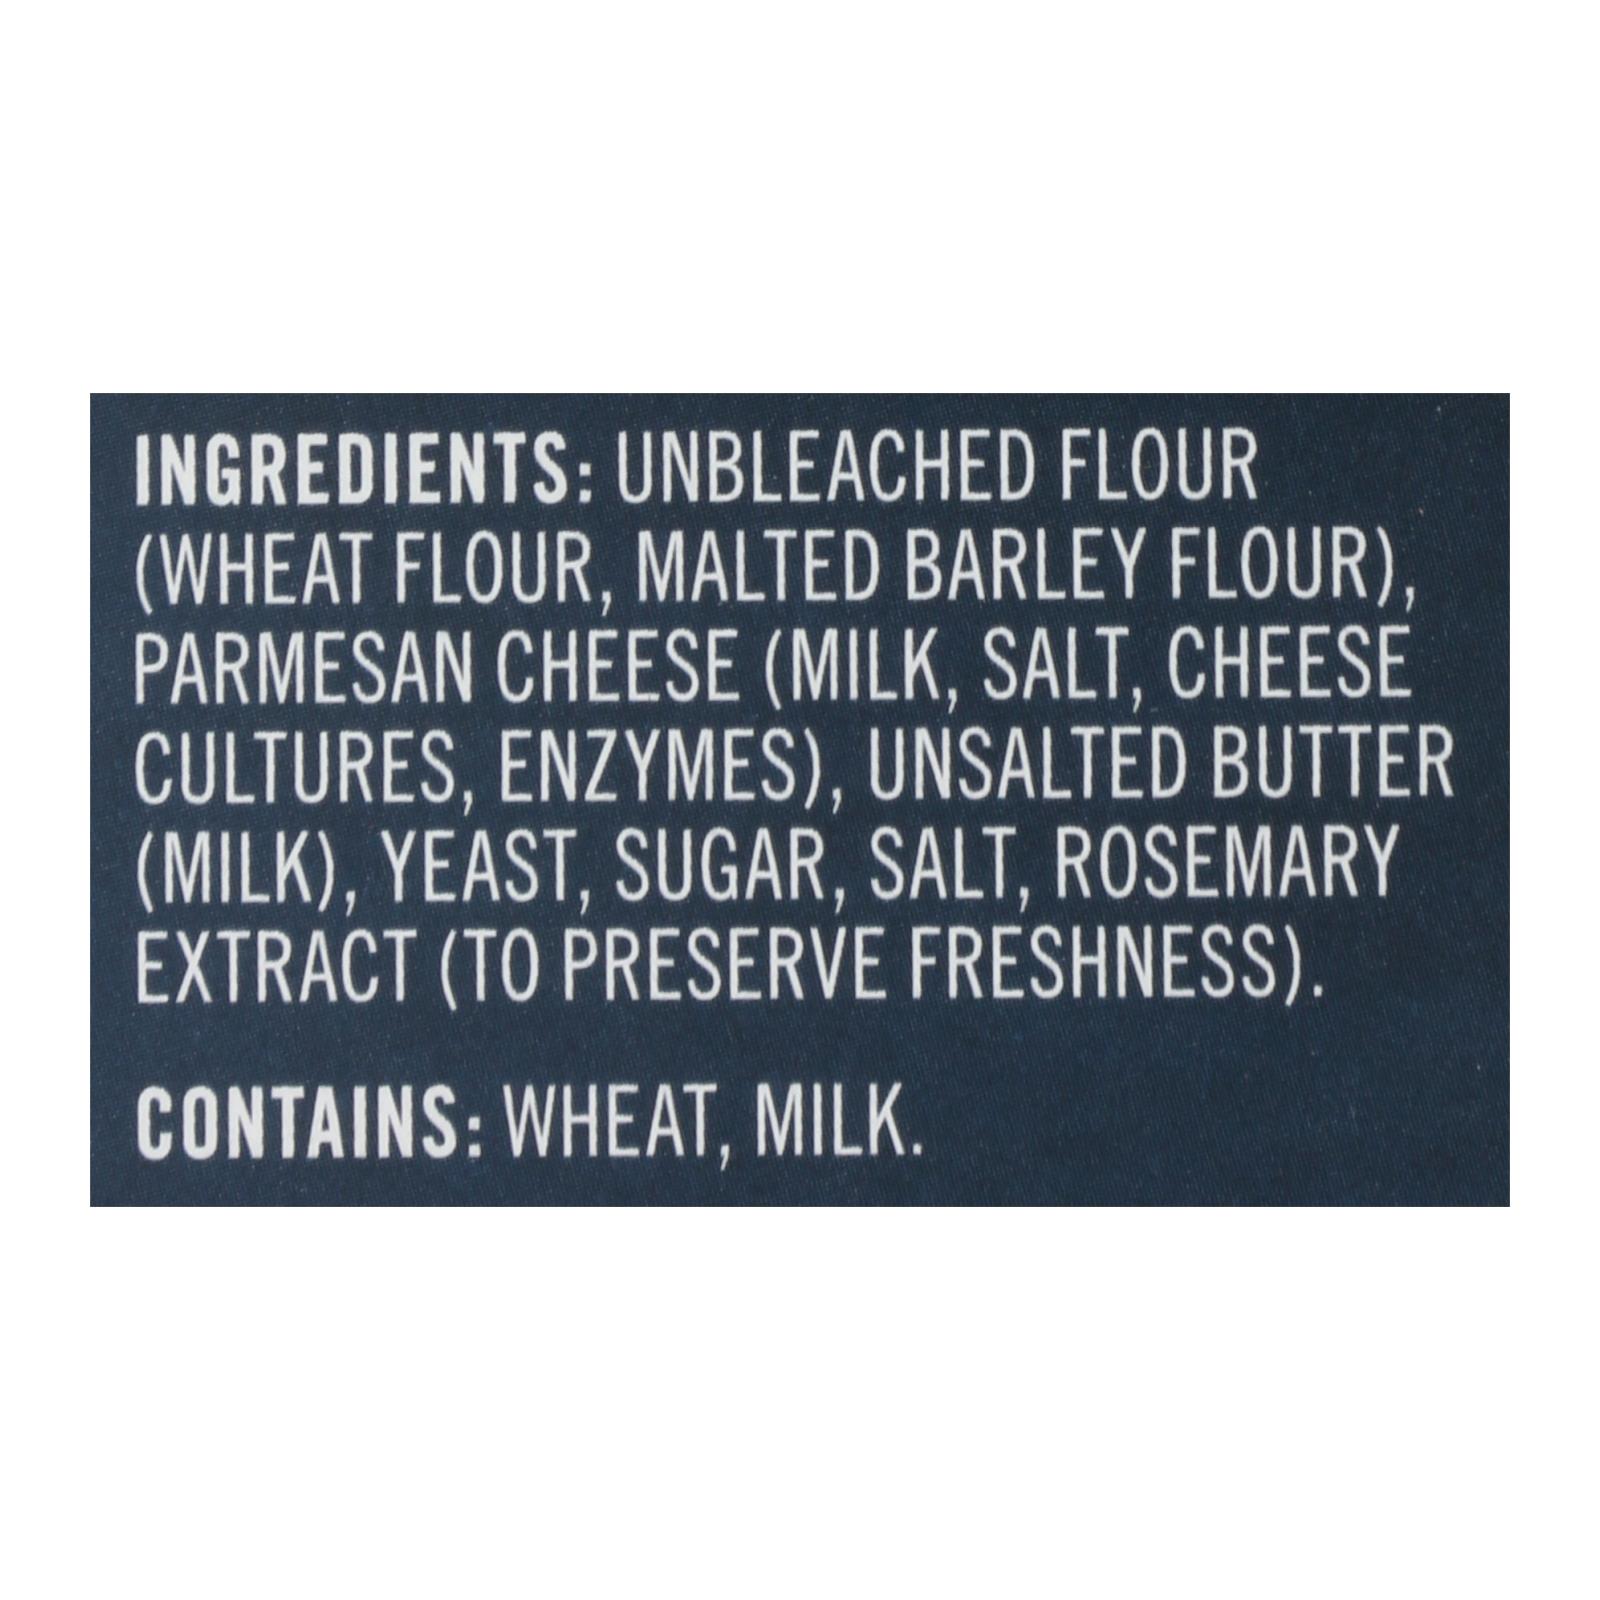 INGREDIENTS: UNBLEACHED FLOUR
(WHEAT FLOUR, MALTED BARLEY FLOUR),
PARMESAN CHEESE (MILK, SALT, CHEESE
CULTURES, ENZYMES), UNSALTED BUTTER
(MILK), YEAST, SUGAR, SALT, ROSEMARY
EXTRACT (TO PRESERVE FRESHNESS).
CONTAINS: WHEAT, MILK.